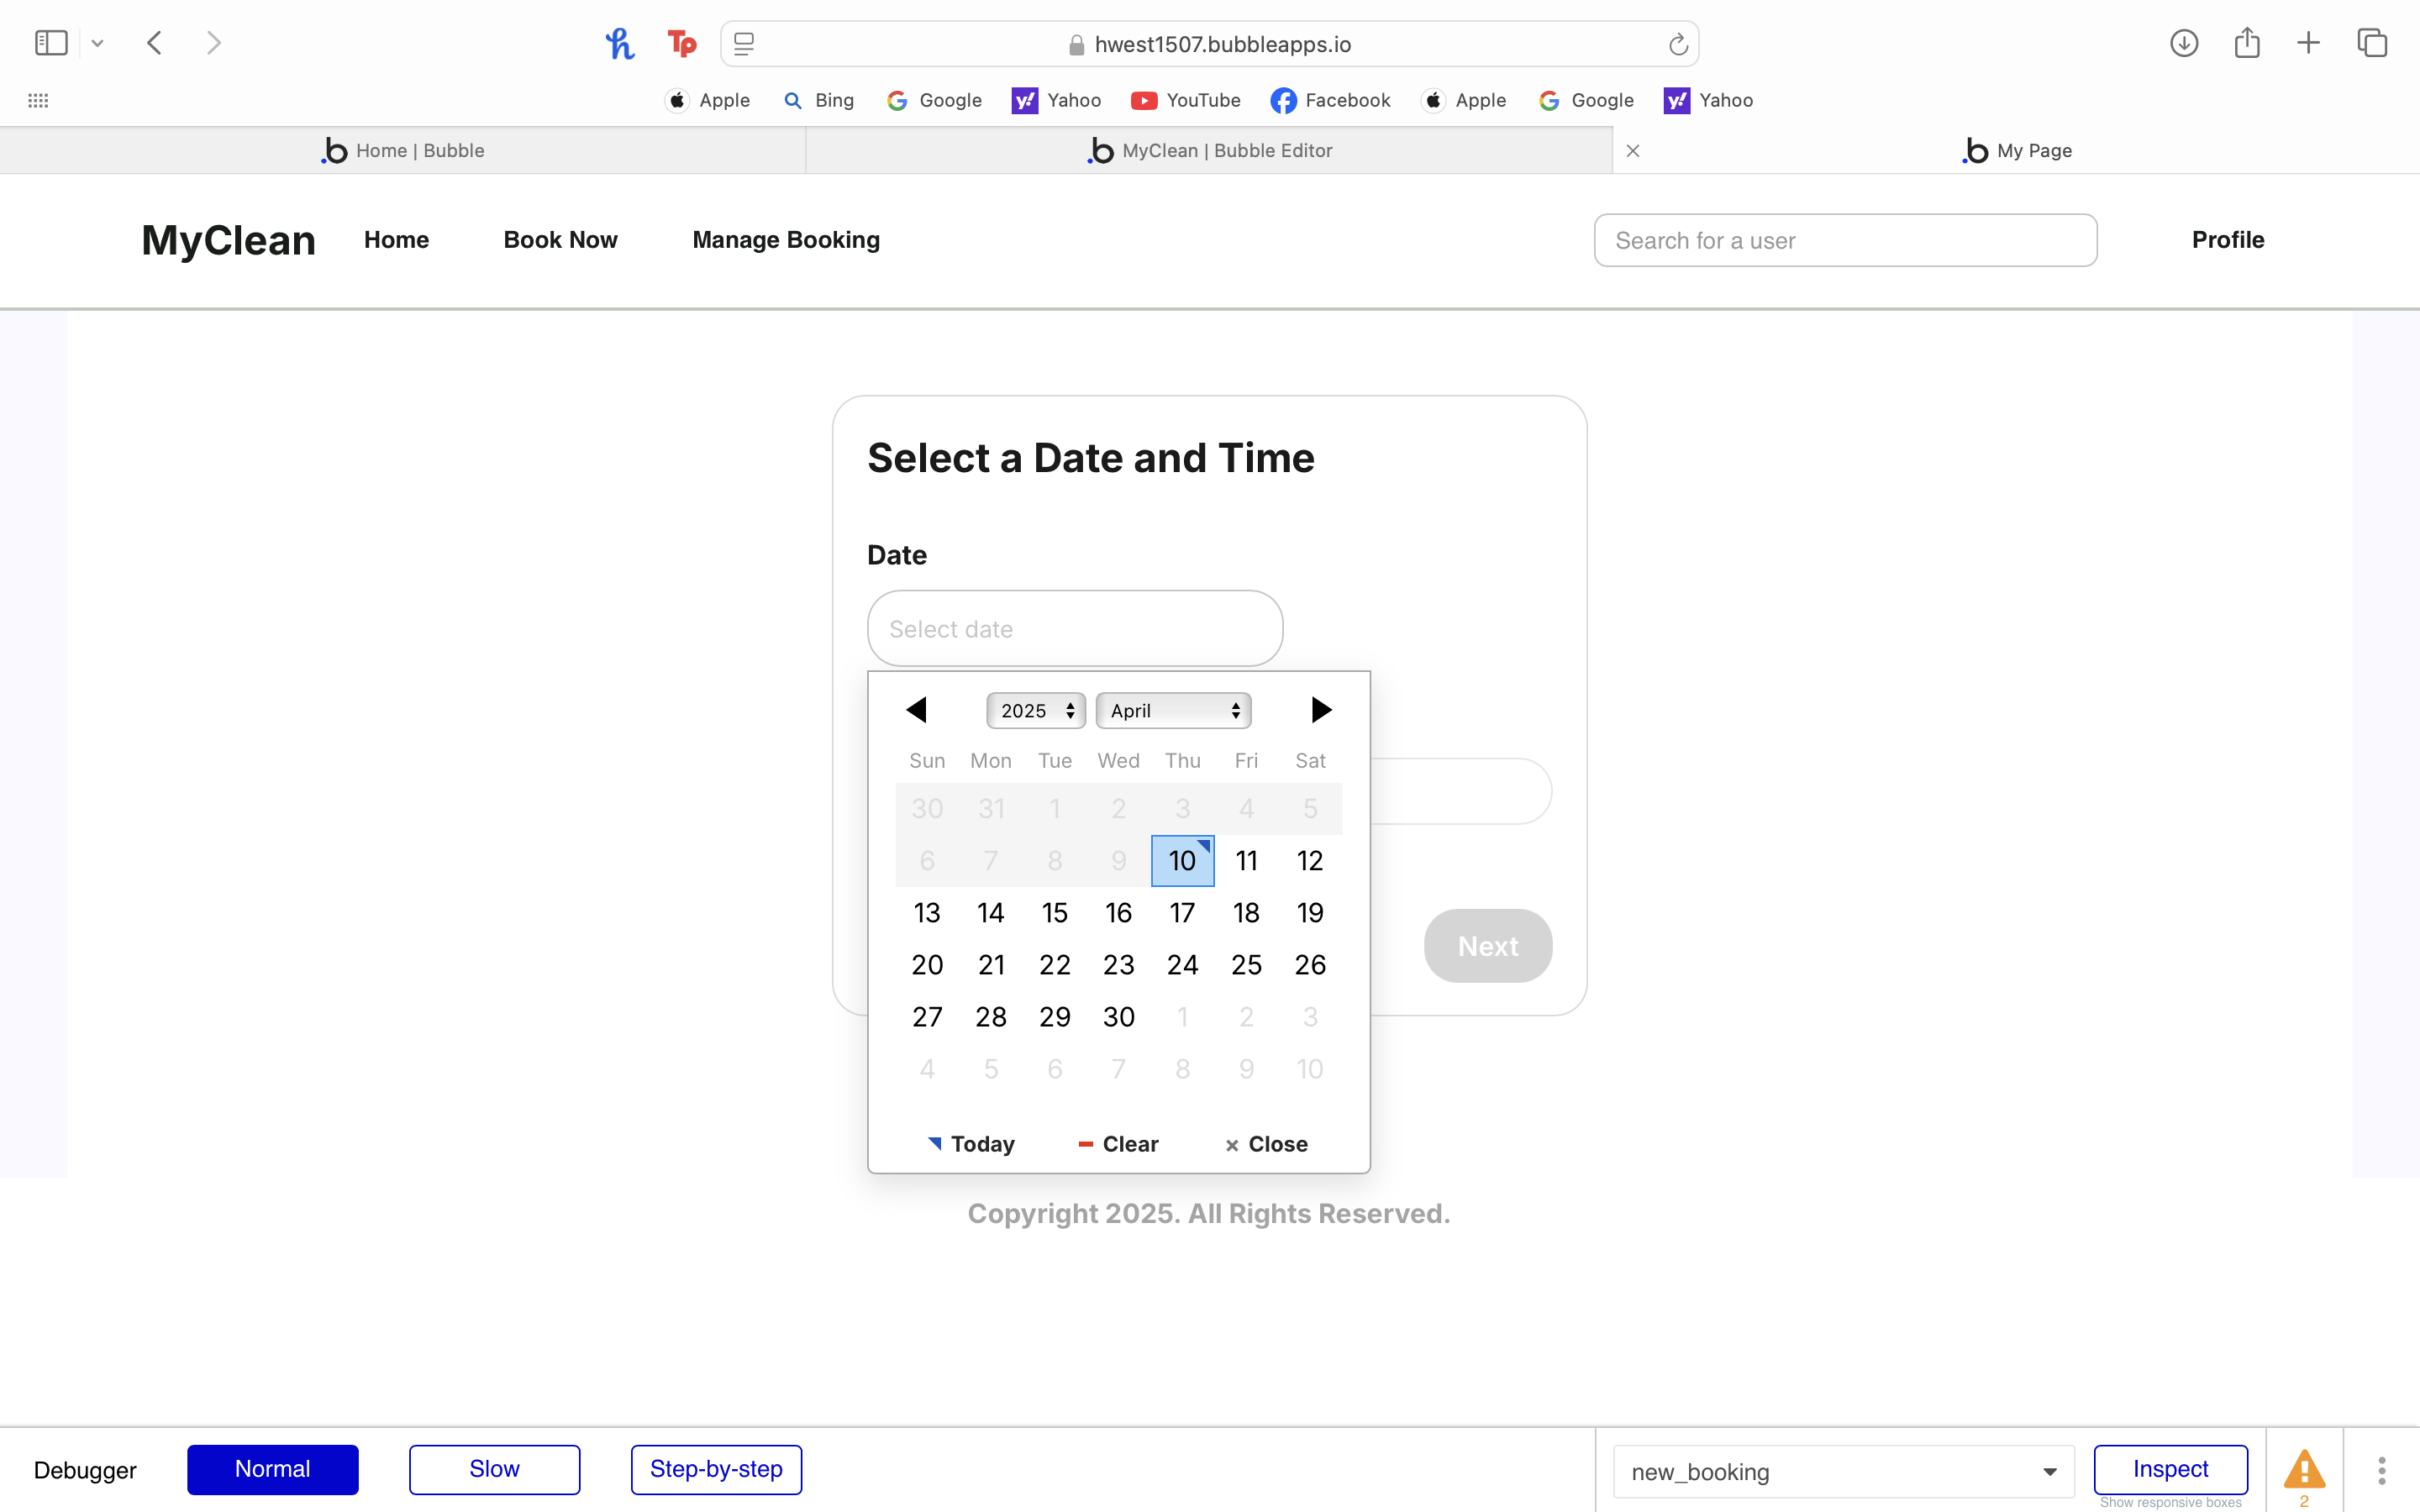 hwest1507.bubbleapps.io
Apple Bing Google Yahoo YouTube Facebook Apple Google Yahoo
Home | Bubble MyClean | Bubble Editor My Page
MyClean Home Book Now Manage Booking Search for a user Profile
Select a Date and Time
Date
Select date
2025 April
Sun Mon Tue Wed Thu Fri Sat
30 31 1 2 3 4 5
6 7 8 9 10 11 12
13 14 15 16 17 18 19
20 21 22 23 24 25 26
27 28 29 30 1 2 3
4 5 6 7 8 9 10
Next
Today Clear Close
Copyright 2025. All Rights Reserved.
Debugger Normal Slow Step-by-step new_booking Inspect
Show responsive boxes 2